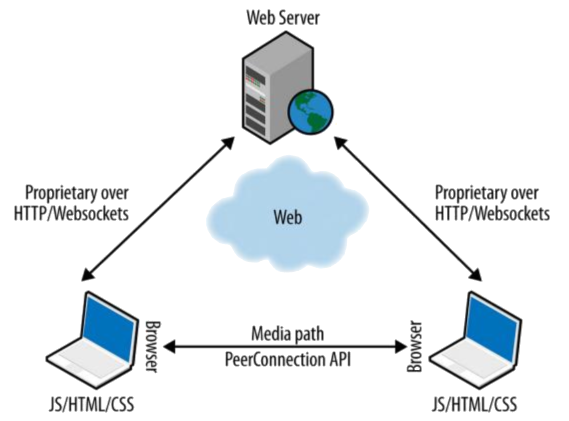 Web Server
Proprietary over
HTTP/Websockets
Proprietary over
HTTP/Websockets
Web
Browser
Media path
PeerConnection API
Browser
JS/HTML/CSS
JS/HTML/CSS